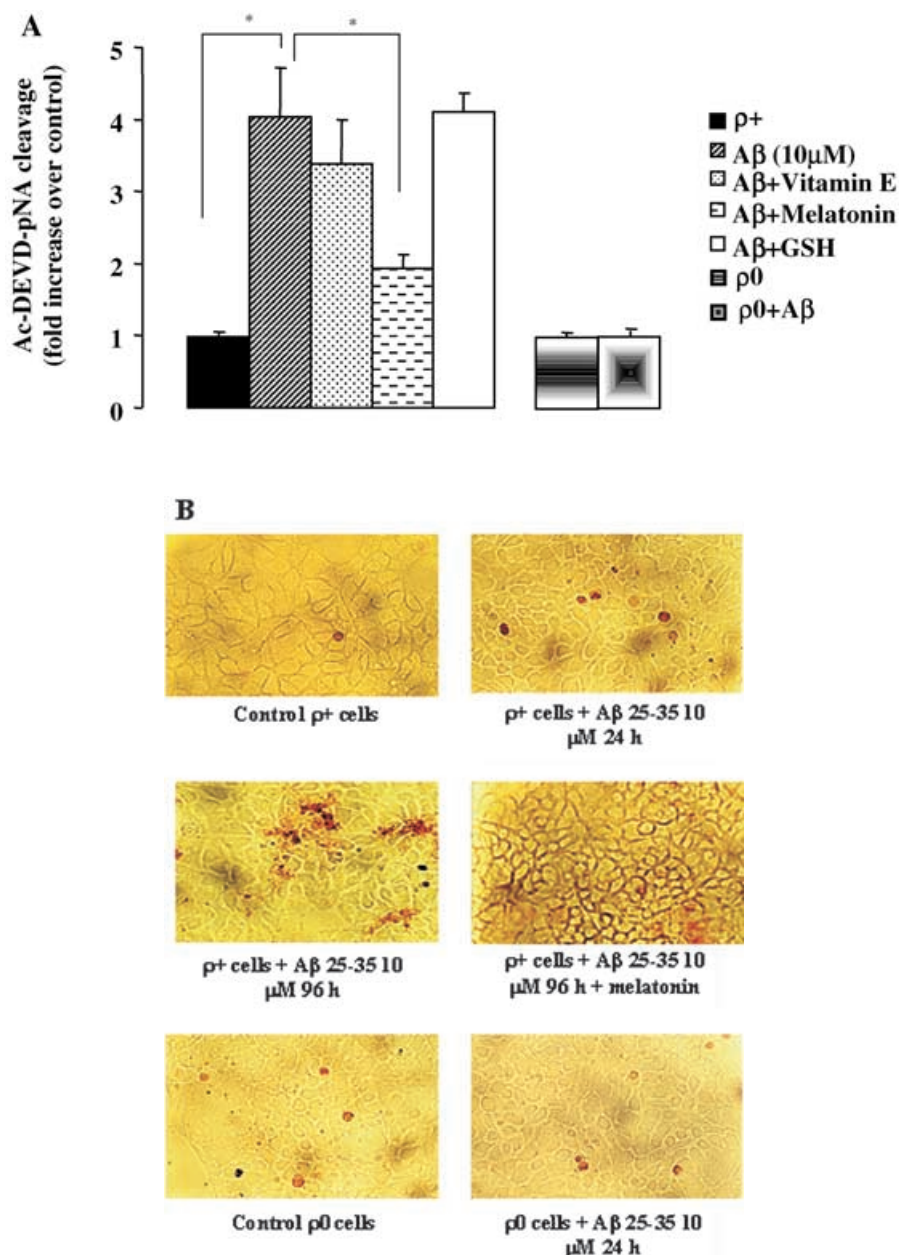 A
Ac-DEVD-pNA cleavage
(fold increase over control)
5
4
3
2
1
0
*
*
ρ+
Aβ (10μM)
Aβ+Vitamin E
Aβ+Melatonin
Aβ+GSH
ρ0
ρ0+Aβ
B
Control ρ+ cells
ρ+ cells + Aβ 25-35 10
μM 24 h
ρ+ cells + Aβ 25-35 10
μM 96 h
ρ+ cells + Aβ 25-35 10
μM 96 h + melatonin
Control ρ0 cells
ρ0 cells + Aβ 25-35 10
μM 24 h